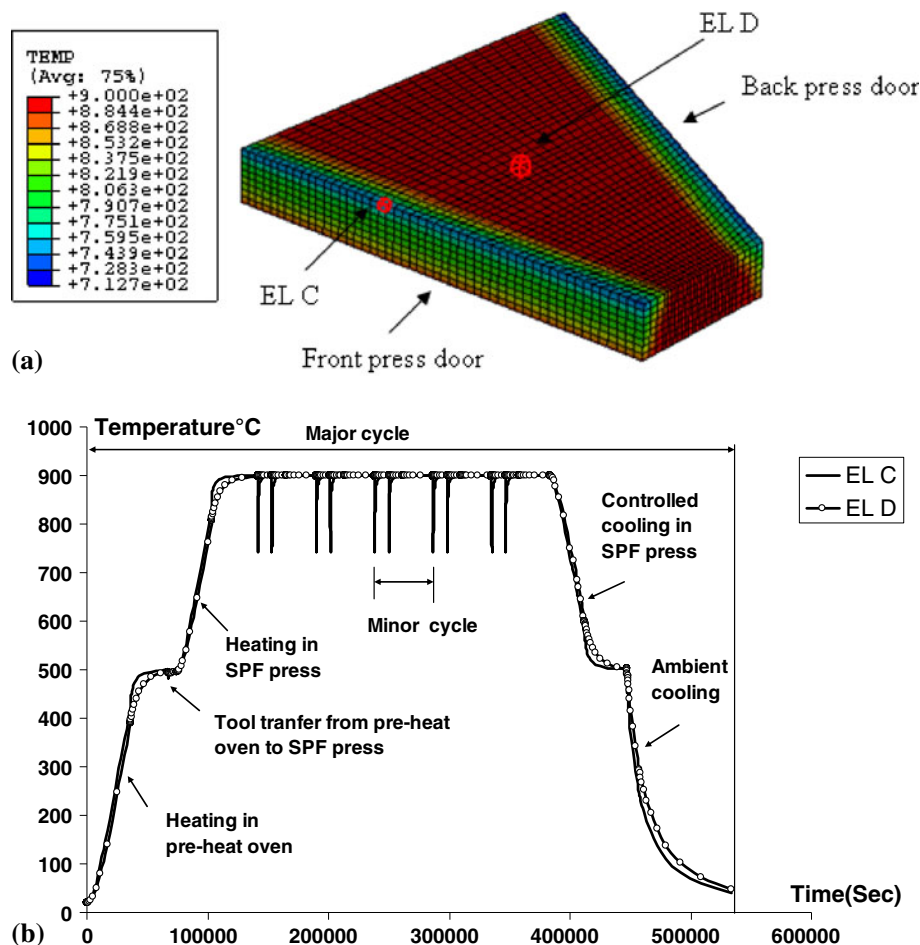 TEMP
(Avg: 75%)
+9.000e+02
+8.844e+02
+8.688e+02
+8.532e+02
+8.375e+02
+8.219e+02
+8.063e+02
+7.907e+02
+7.751e+02
+7.595e+02
+7.439e+02
+7.283e+02
+7.127e+02
EL D
Back press door
EL C
Front press door
(a)
Temperature°C
Major cycle
1000
900
800
700
600
500
400
300
200
100
0
EL C
EL D
Controlled
cooling in
SPF press
Minor cycle
Heating in
SPF press
Ambient
cooling
Tool tranfer from pre-heat
oven to SPF press
Heating in
pre-heat oven
Time(Sec)
0
100000
200000
300000
400000
500000
600000
(b)